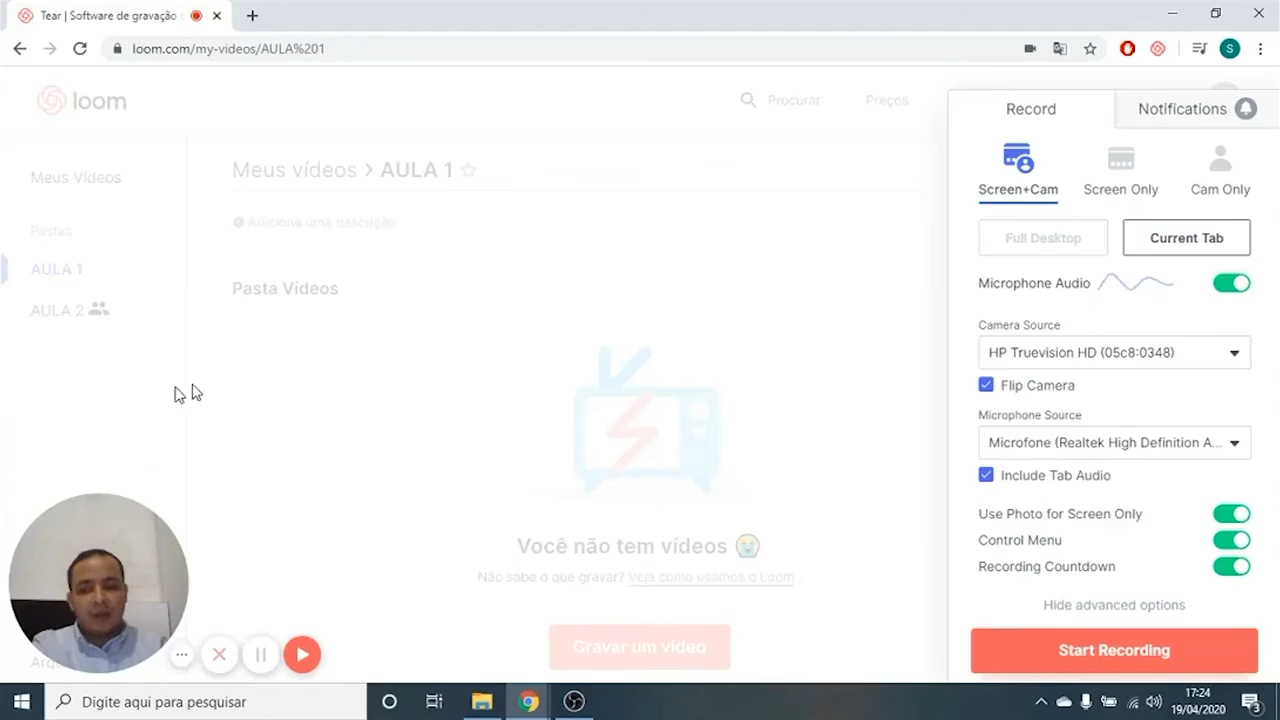 Tear | Software de gravação
loom.com/my-videos/AULA%201
S
loom
Procurar
Preços
Record
Notifications
Meus Vídeos
Meus vídeos > AULA 1
Screen+Cam
Screen Only
Cam Only
Pastas
Adicione uma descrição
Full Desktop
Current Tab
AULA 1
Pasta Vídeos
Microphone Audio
AULA 2
Camera Source
HP Truevision HD (05c8:0348)
Flip Camera
Microphone Source
Microfone (Realtek High Definition A...
Include Tab Audio
Use Photo for Screen Only
Control Menu
Recording Countdown
Você não tem vídeos
Não sabe o que gravar? Veja como usamos o Loom
Hide advanced options
Gravar um vídeo
Start Recording
Digite aqui para pesquisar
17:24
19/04/2020
3